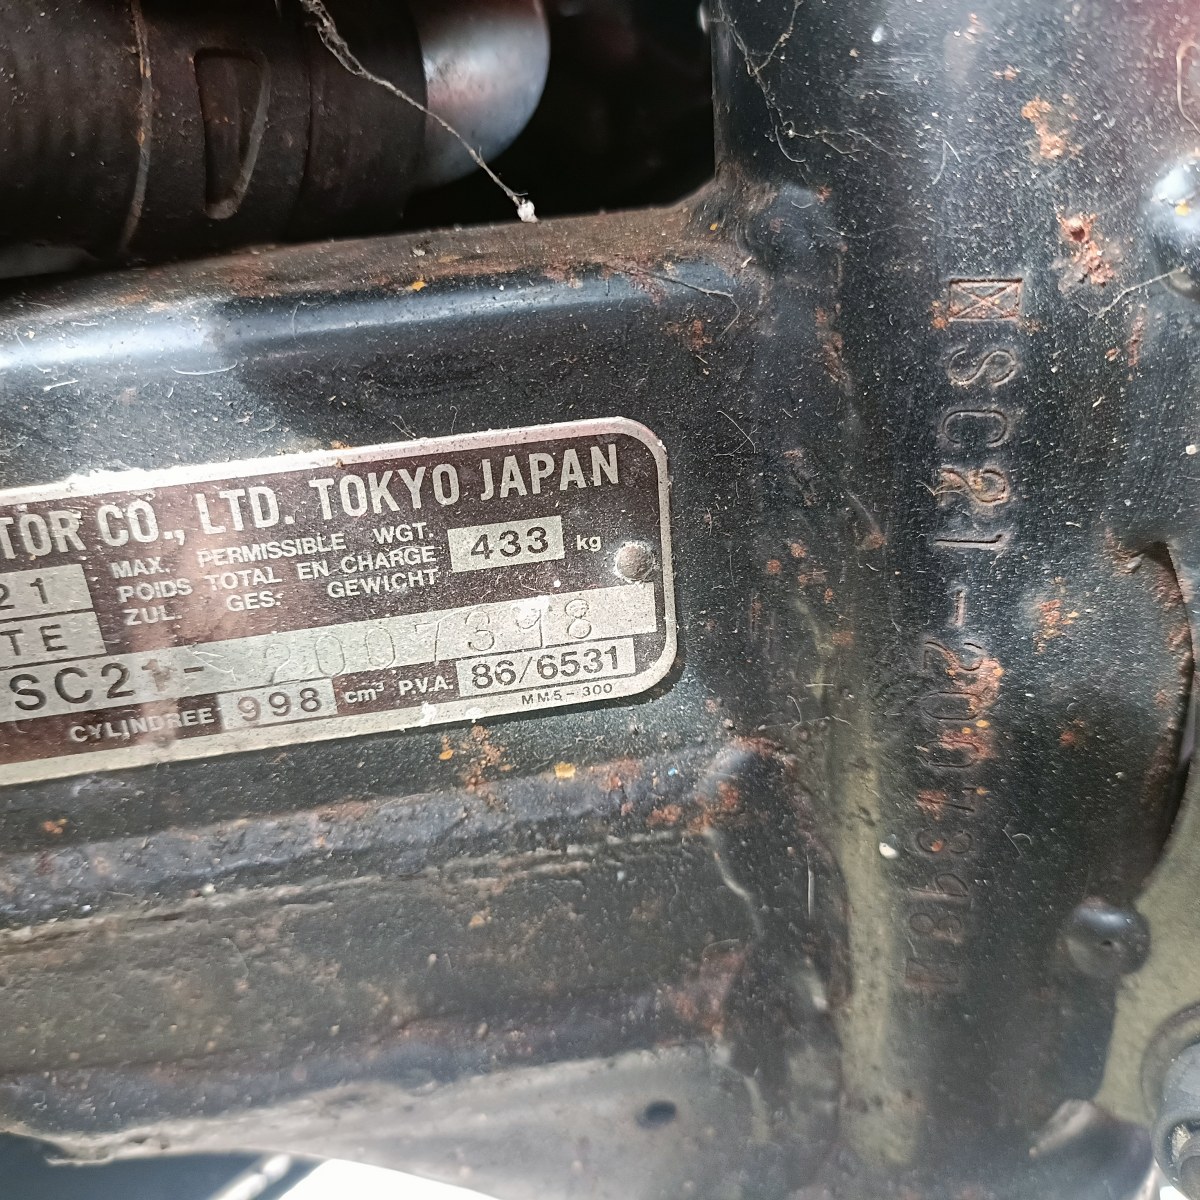 TOR CO., LTD. TOKYO JAPAN
21
MAX. PERMISSIBLE WGT.
POIDS TOTAL EN CHARGE
ZUL. GES. GEWICHT
433 kg
TE
SC21-2007398
CYLINDREE 998 cm³ P.V.A. 86/6531
MM5-300
SC21-2007398